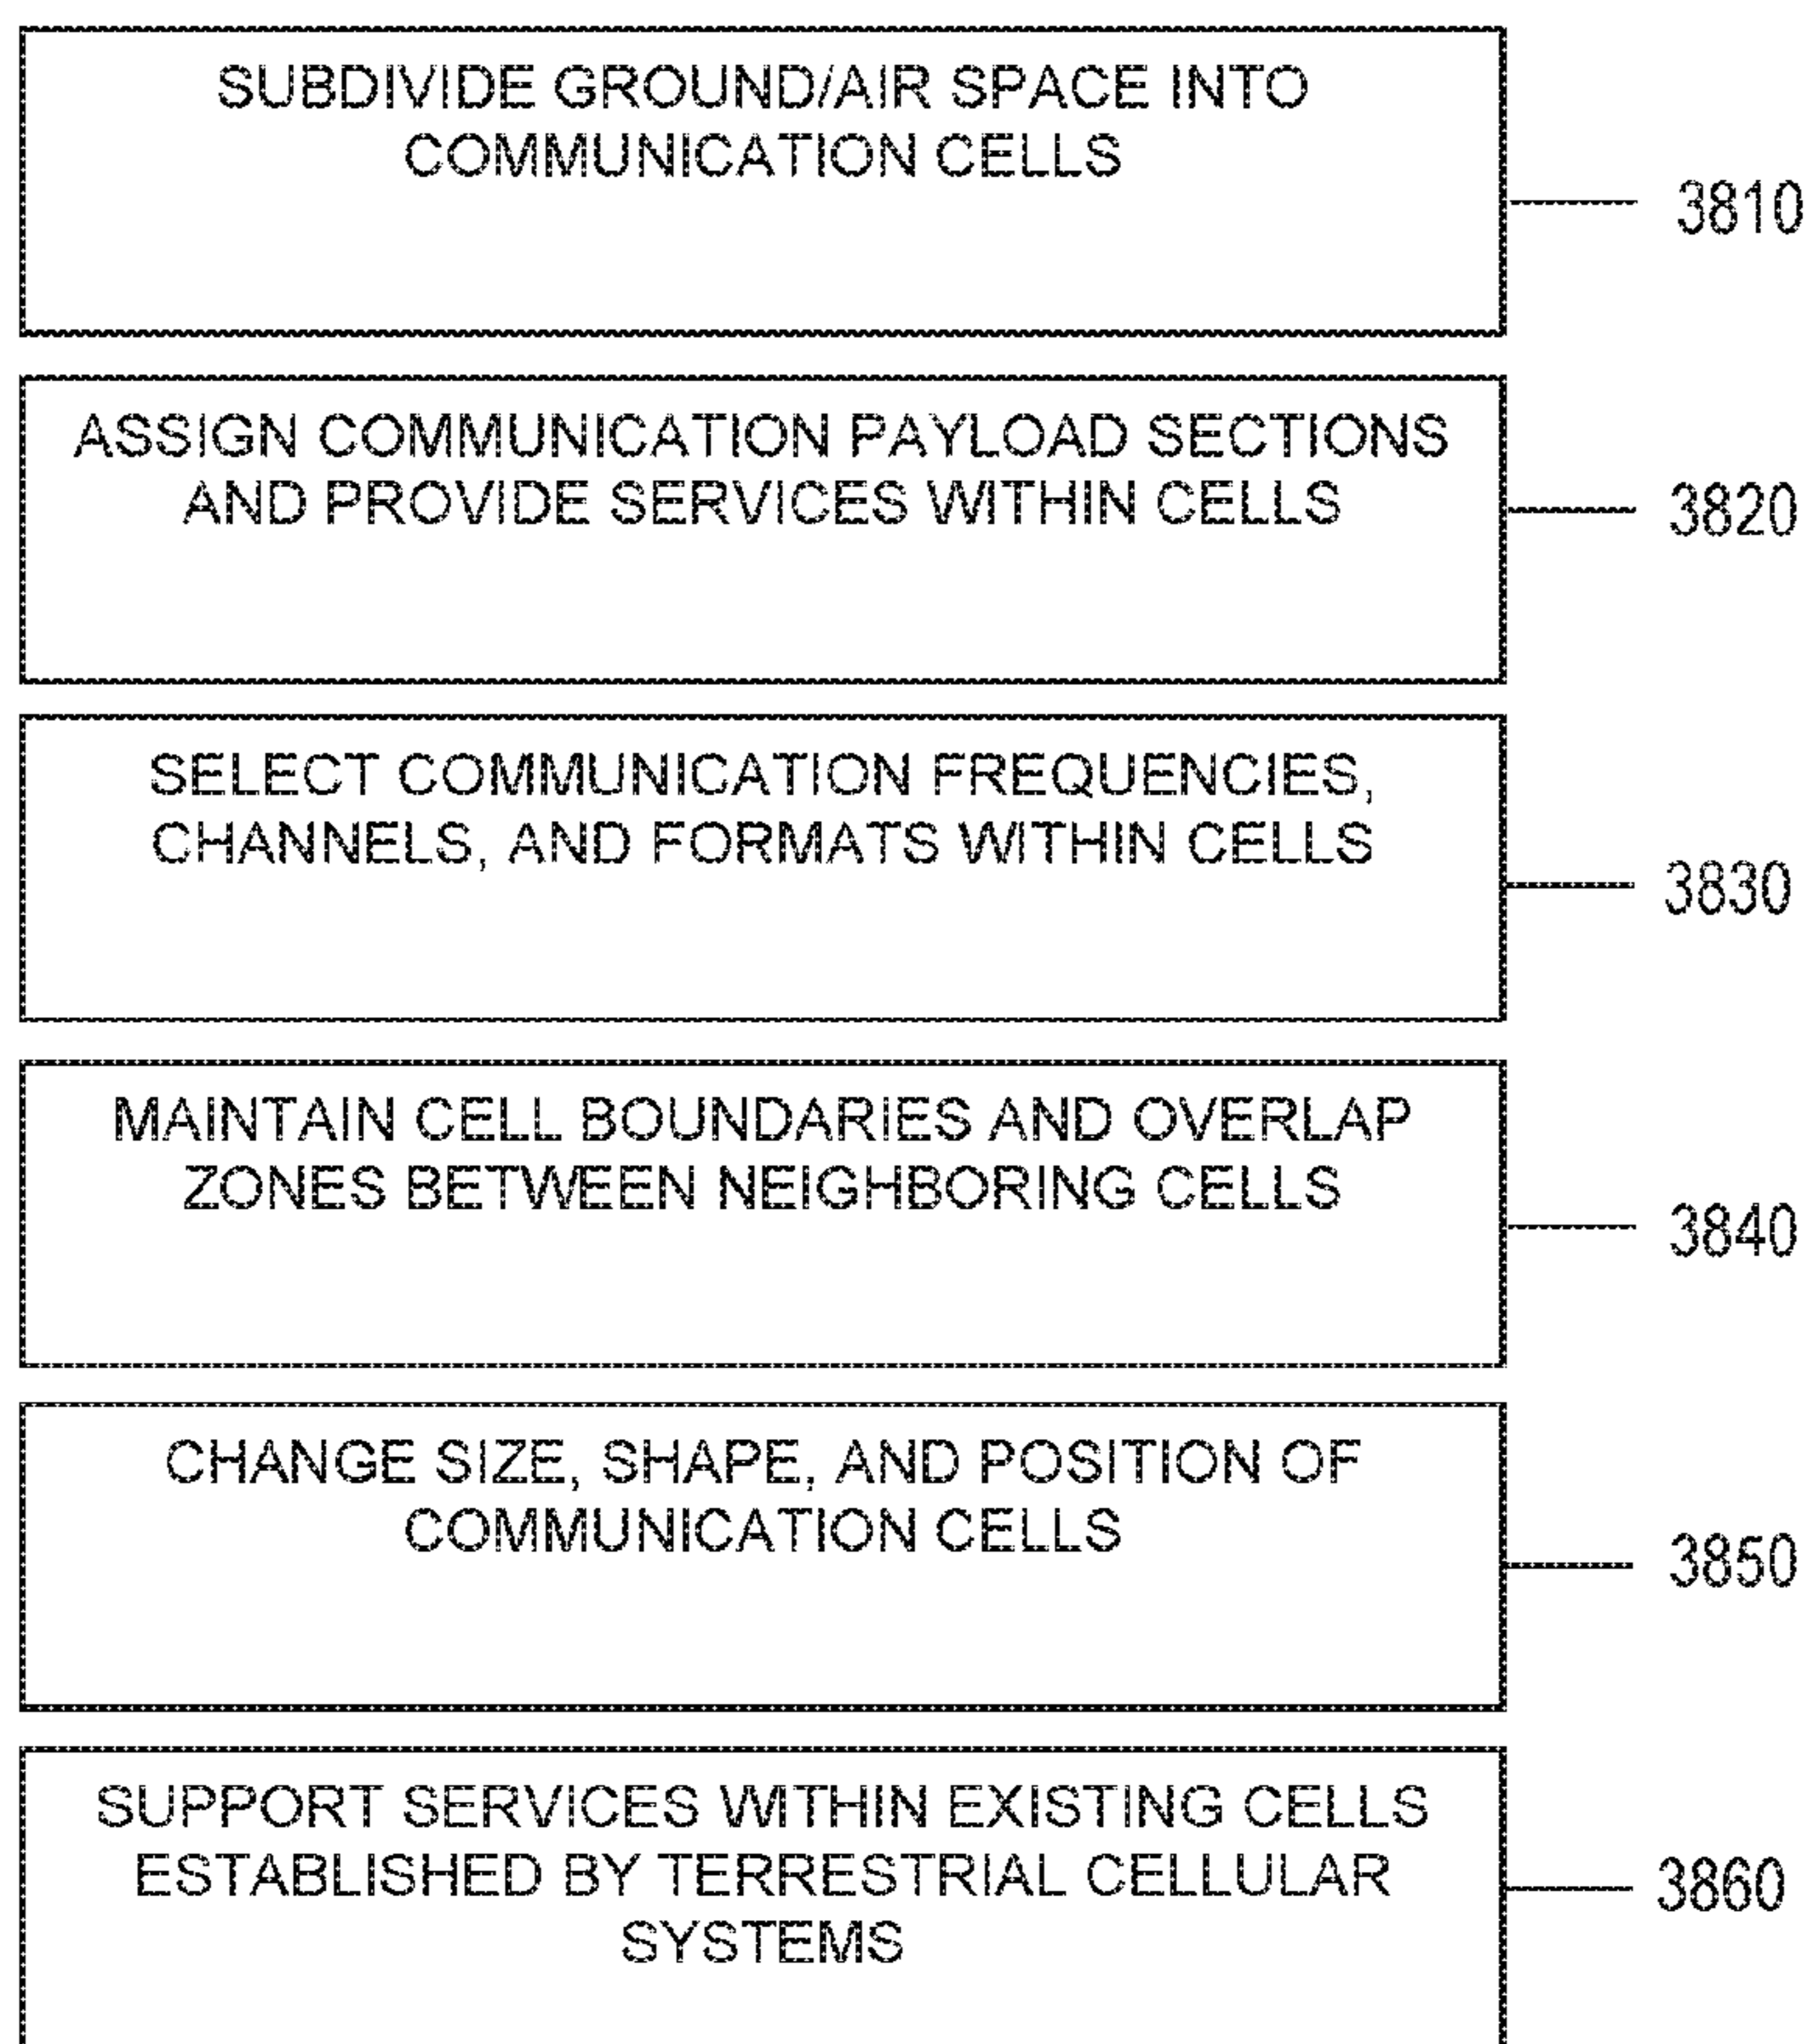 SUBDIVIDE GROUND/AIR SPACE INTO
COMMUNICATION CELLS
3810
ASSIGN COMMUNICATION PAYLOAD SECTIONS
AND PROVIDE SERVICES WITHIN CELLS
3820
SELECT COMMUNICATION FREQUENCIES,
CHANNELS, AND FORMATS WITHIN CELLS
3830
MAINTAIN CELL BOUNDARIES AND OVERLAP
ZONES BETWEEN NEIGHBORING CELLS
3840
CHANGE SIZE, SHAPE, AND POSITION OF
COMMUNICATION CELLS
3850
SUPPORT SERVICES WITHIN EXISTING CELLS
ESTABLISHED BY TERRESTRIAL CELLULAR
SYSTEMS
3860